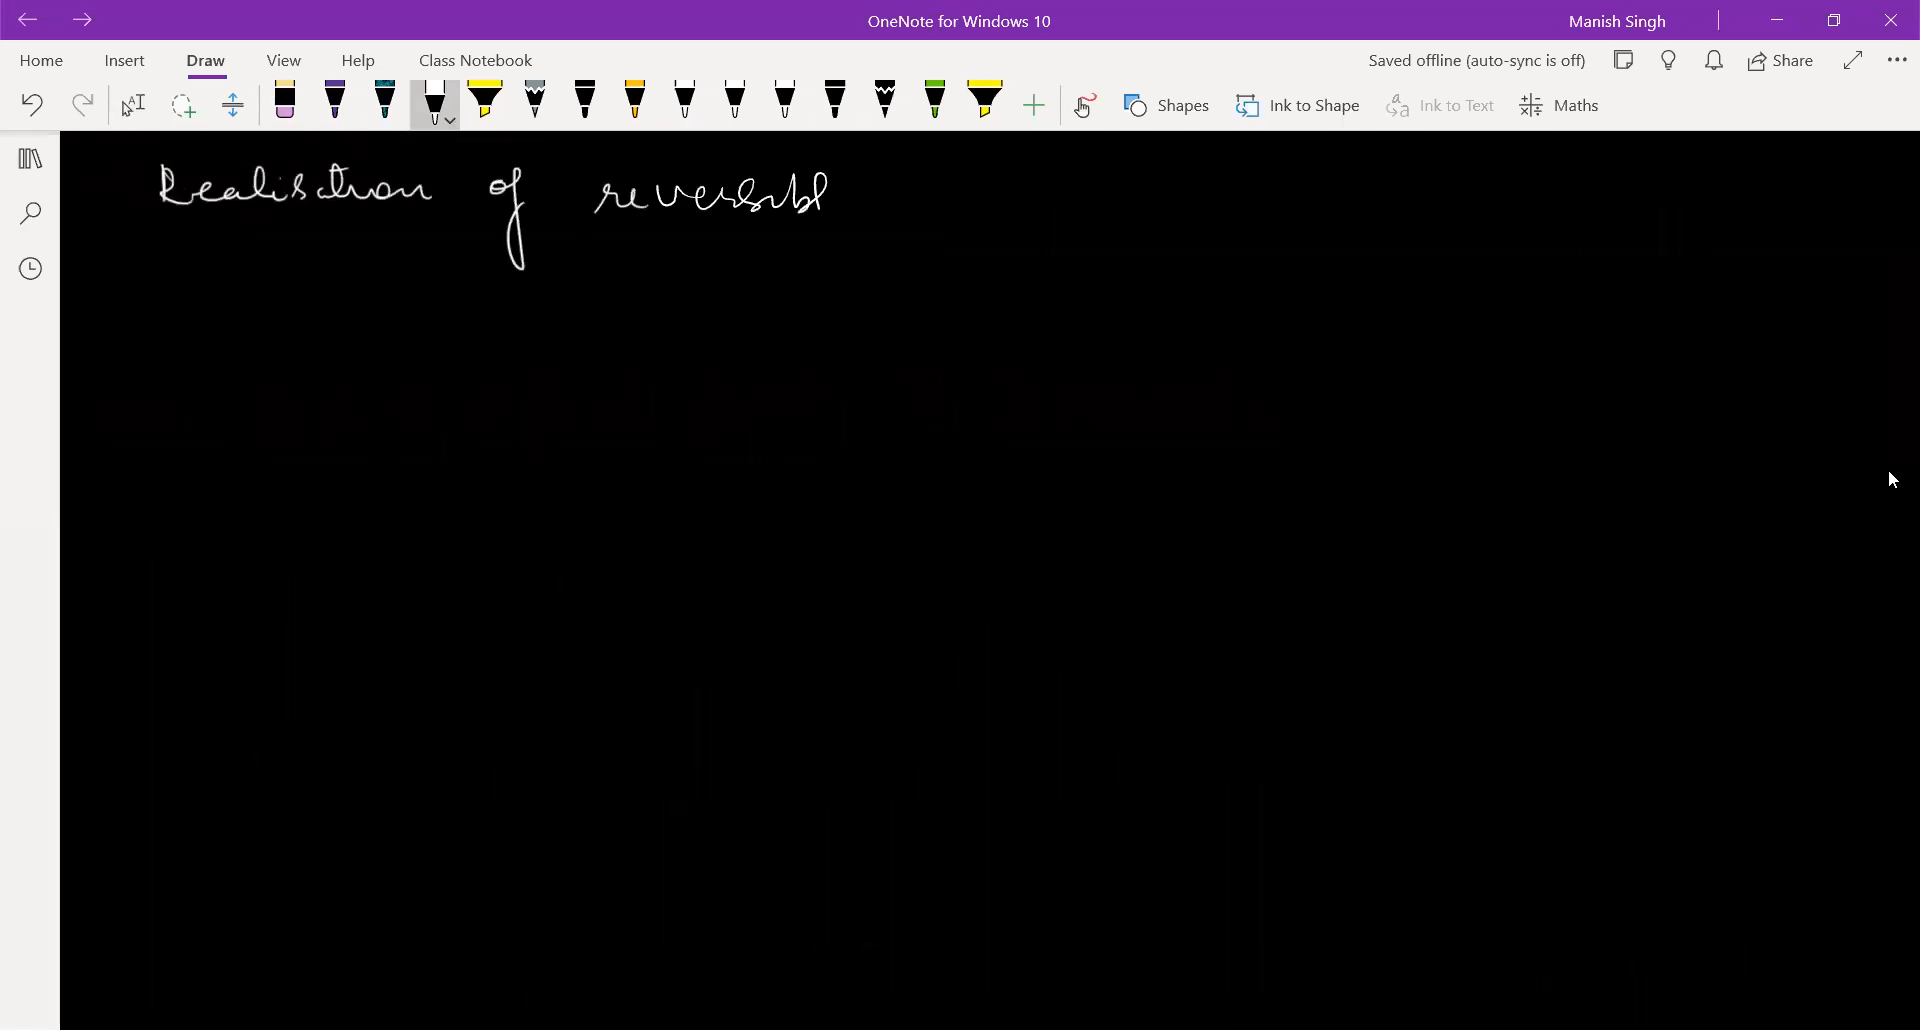 OneNote for Windows 10
Manish Singh
Home Insert Draw View Help Class Notebook
Saved offline (auto-sync is off) Share
Shapes Ink to Shape Ink to Text Maths
Realisation of reversibl